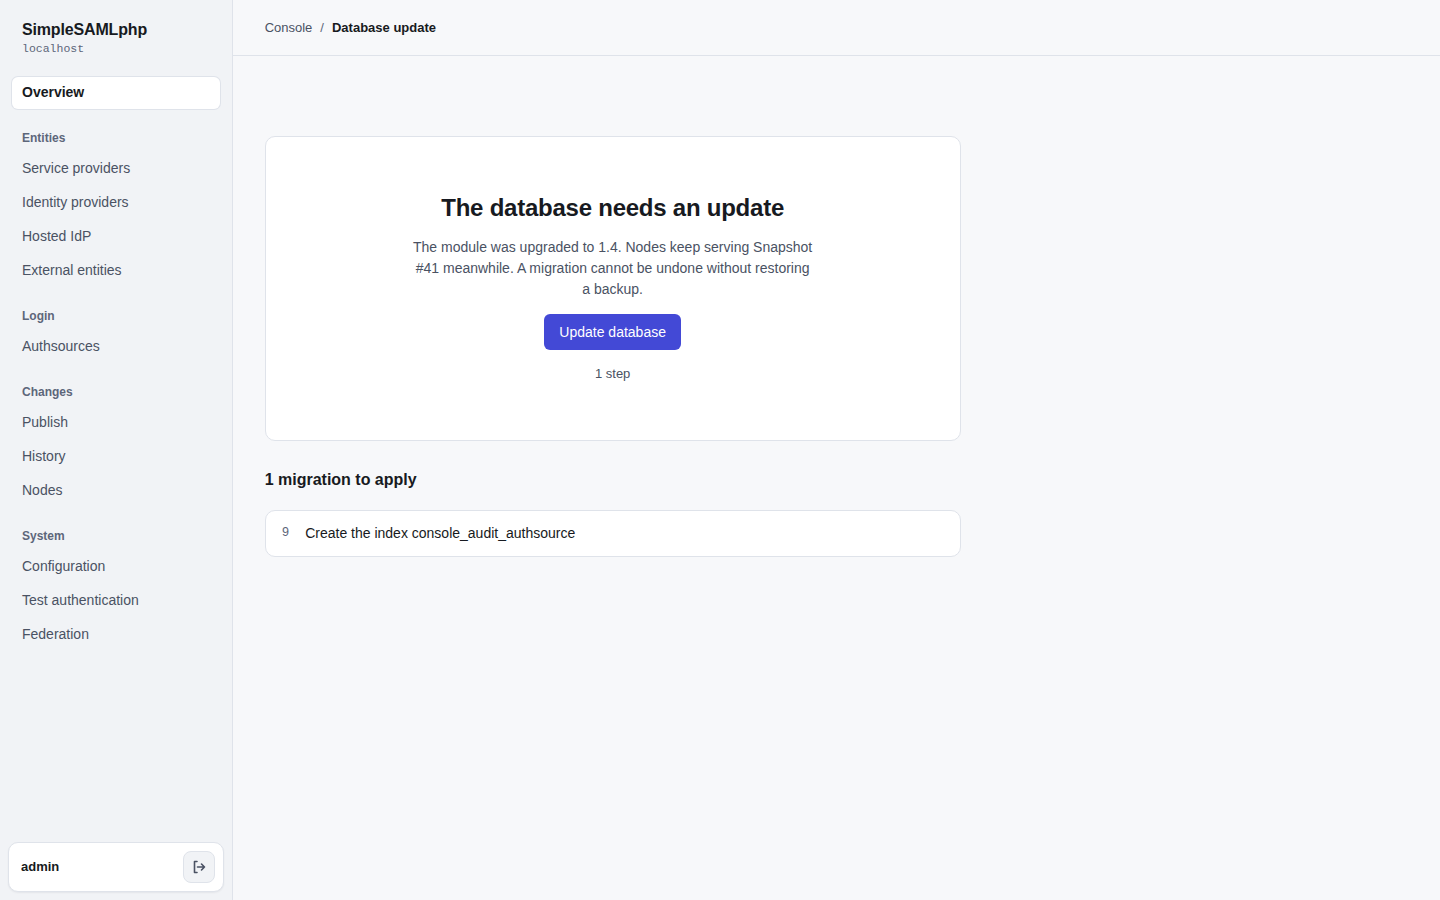 SimpleSAMLphp
localhost
Overview
Entities
Service providers
Identity providers
Hosted IdP
External entities
Login
Authsources
Changes
Publish
History
Nodes
System
Configuration
Test authentication
Federation
admin
Console / Database update
The database needs an update
The module was upgraded to 1.4. Nodes keep serving Snapshot
#41 meanwhile. A migration cannot be undone without restoring
a backup.
Update database
1 step
1 migration to apply
9 Create the index console_audit_authsource